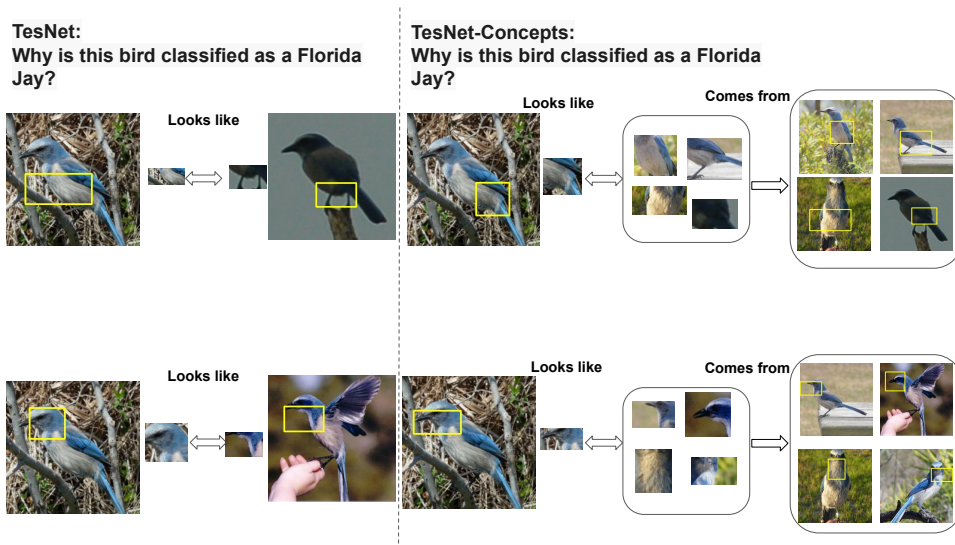 TesNet:
Why is this bird classified as a Florida
Jay?
Looks like
Looks like
TesNet-Concepts:
Why is this bird classified as a Florida
Jay?
Looks like
Comes from
Looks like
Comes from